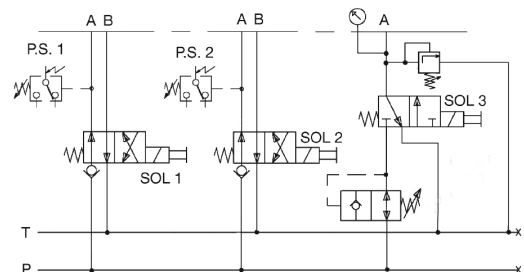 A B A B A
P.S. 1 P.S. 2
SOL 3
SOL 1 SOL 2
T X
P X